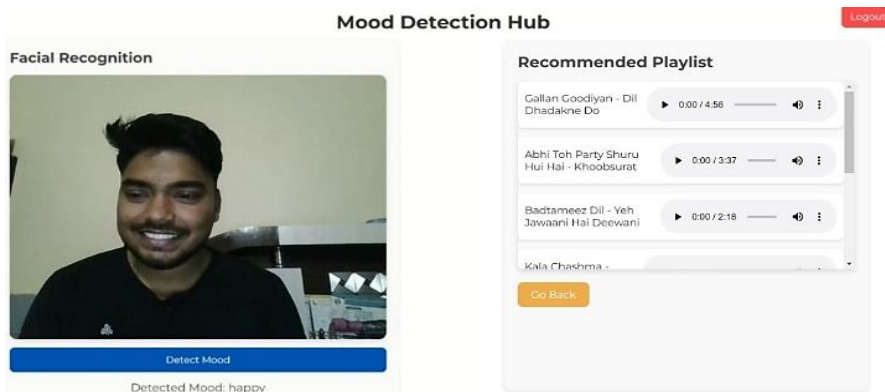 Mood Detection Hub
Logout
Facial Recognition
Detect Mood
Detected Mood: happy
Recommended Playlist
Gallan Goodiyan - Dil
Dhadakne Do
0:00 / 4:56
Abhi Toh Party Shuru
Hui Hai - Khoobsurat
0:00 / 3:37
Badtameez Dil - Yeh
Jawaani Hai Deewani
0:00 / 2:18
Kala Chashma -
Go Back